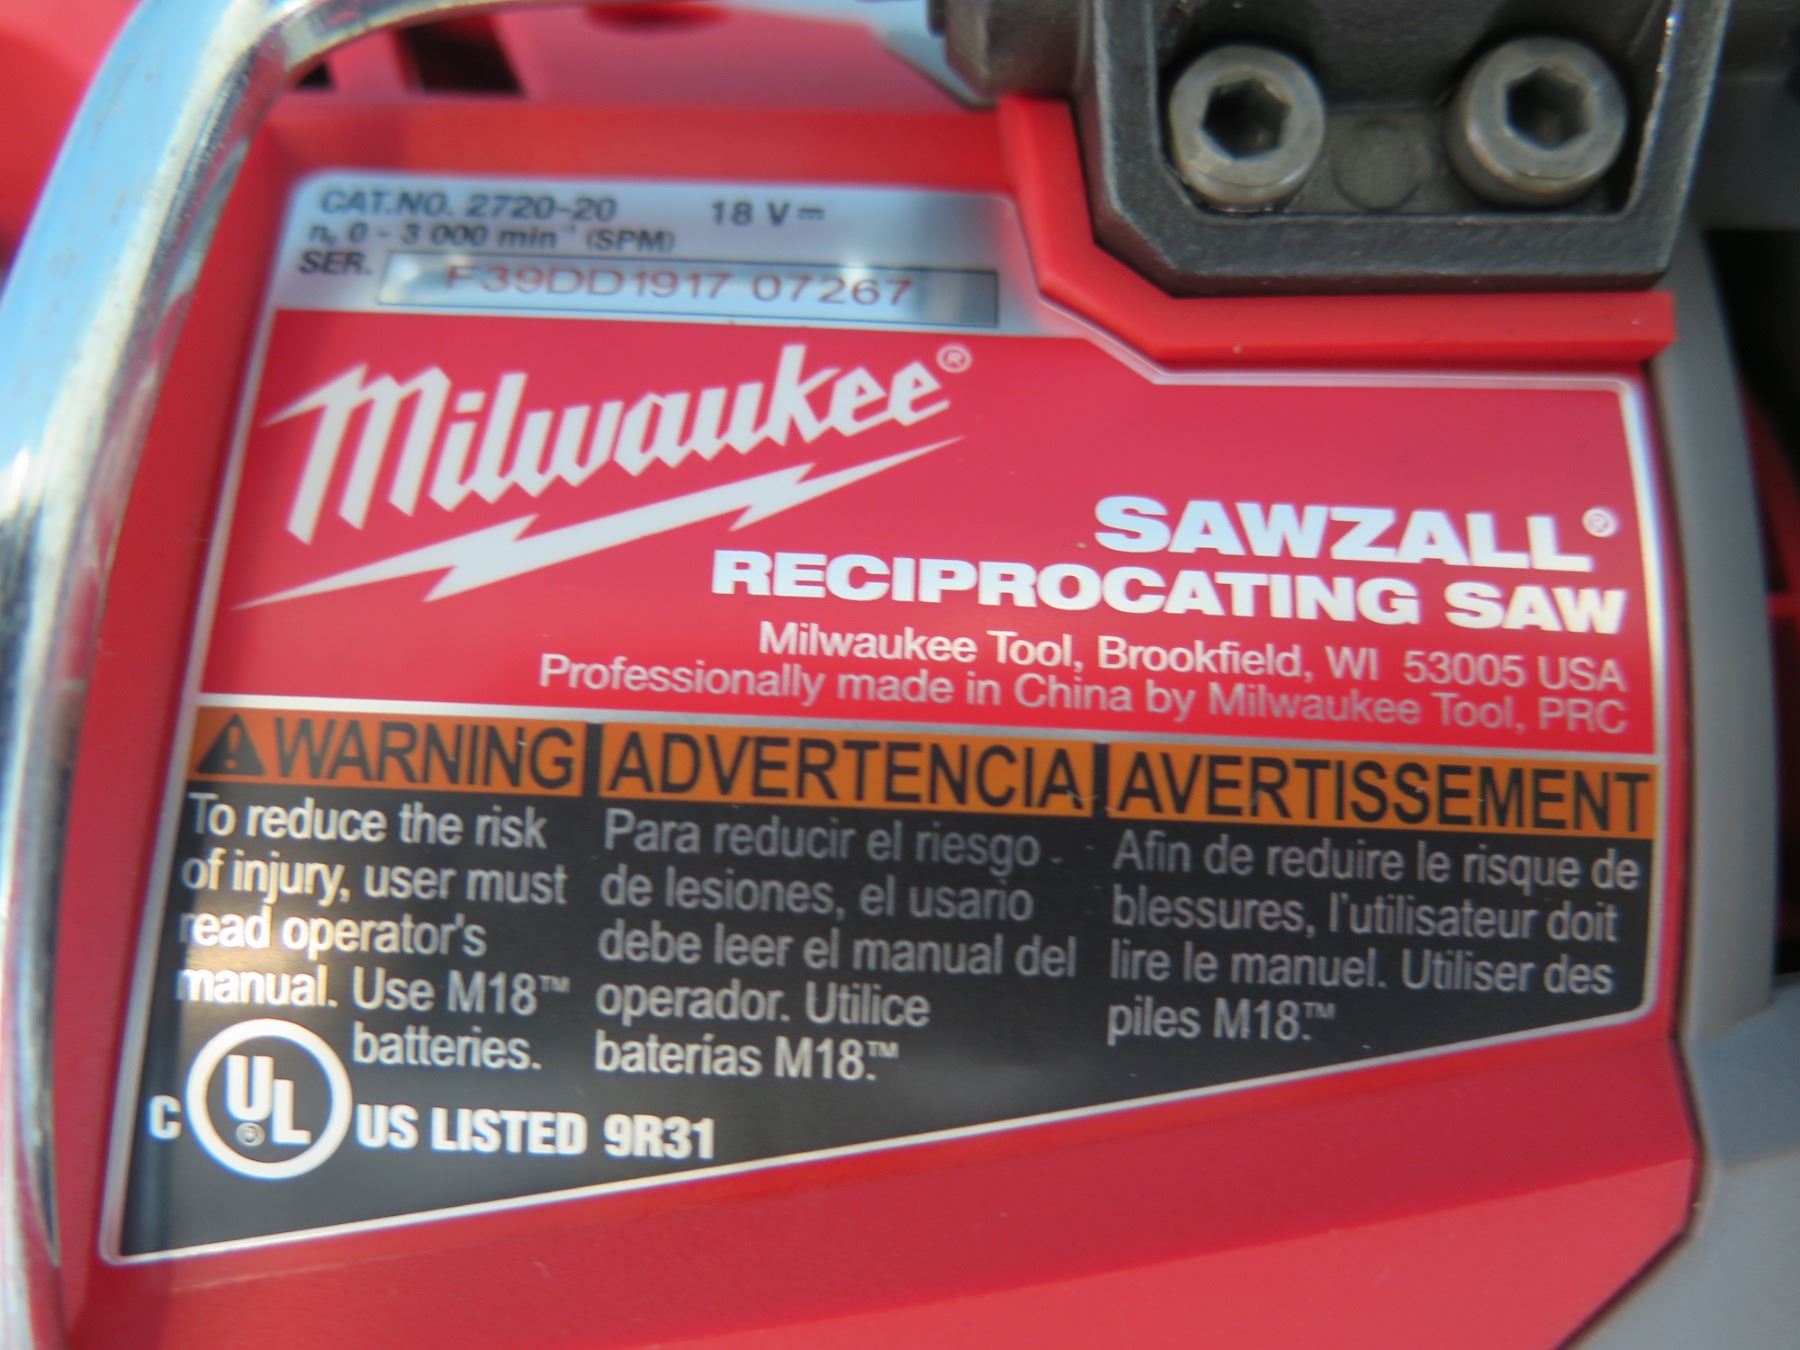 CAT.NO. 2720-20 18 V⎓
n₀ 0 - 3 000 min⁻¹ (SPM)
SER. F39DD1917 07267
Milwaukee®
SAWZALL®
RECIPROCATING SAW
Milwaukee Tool, Brookfield, WI 53005 USA
Professionally made in China by Milwaukee Tool, PRC
WARNING
To reduce the risk
of injury, user must
read operator's
manual. Use M18™
batteries.
ADVERTENCIA
Para reducir el riesgo
de lesiones, el usario
debe leer el manual del
operador. Utilice
baterías M18.™
AVERTISSEMENT
Afin de reduire le risque de
blessures, l'utilisateur doit
lire le manuel. Utiliser des
piles M18.™
C UL® US LISTED 9R31